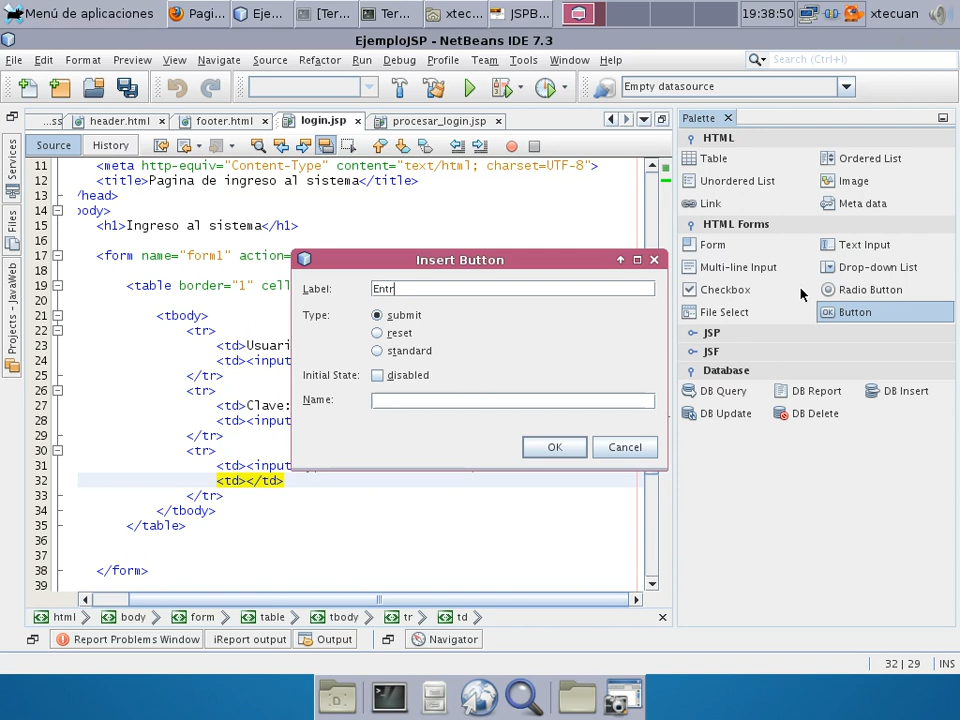 Menú de aplicaciones Pagi... Eje... [Ter... Ter... xtec... JSPB... 19:38:50 xtecuan
EjemploJSP - NetBeans IDE 7.3
File Edit Format Preview View Navigate Source Refactor Run Debug Profile Team Tools Window Help Search (Ctrl+I)
Empty datasource
...ss header.html footer.html login.jsp procesar_login.jsp
Source History
Projects - JavaWeb Files Services
11 <meta http-equiv="Content-Type" content="text/html; charset=UTF-8">
12 <title>Pagina de ingreso al sistema</title>
13 /head>
14 body>
15 <h1>Ingreso al sistema</h1>
16
17 <form name="form1" action=
18
19 <table border="1" cell
20
21 <tbody>
22 <tr>
23 <td>Usuari
24 <td><input
25 </tr>
26 <tr>
27 <td>Clave:
28 <td><input
29 </tr>
30 <tr>
31 <td><input
32 <td></td>
33 </tr>
34 </tbody>
35 </table>
36
37
38 </form>
39
Insert Button
Label: Entr
Type: submit
reset
standard
Initial State: disabled
Name:
OK Cancel
Palette
HTML
Table Ordered List
Unordered List Image
Link Meta data
HTML Forms
Form Text Input
Multi-line Input Drop-down List
Checkbox Radio Button
File Select OK Button
JSP
JSF
Database
DB Query DB Report DB Insert
DB Update DB Delete
html body form table tbody tr td
Report Problems Window iReport output Output Navigator
32 | 29 INS